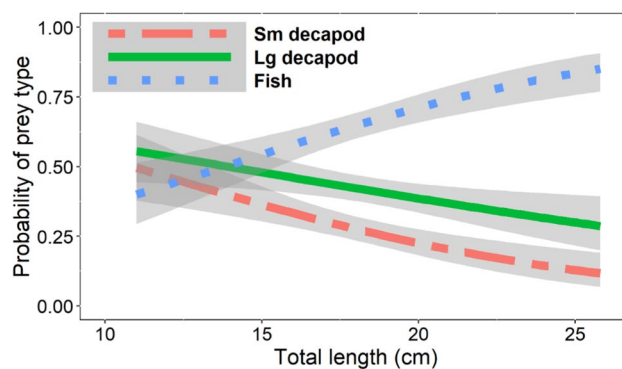 1.00
0.75
0.50
0.25
0.00
Probability of prey type
Sm decapod
Lg decapod
Fish
10
15
20
25
Total length (cm)